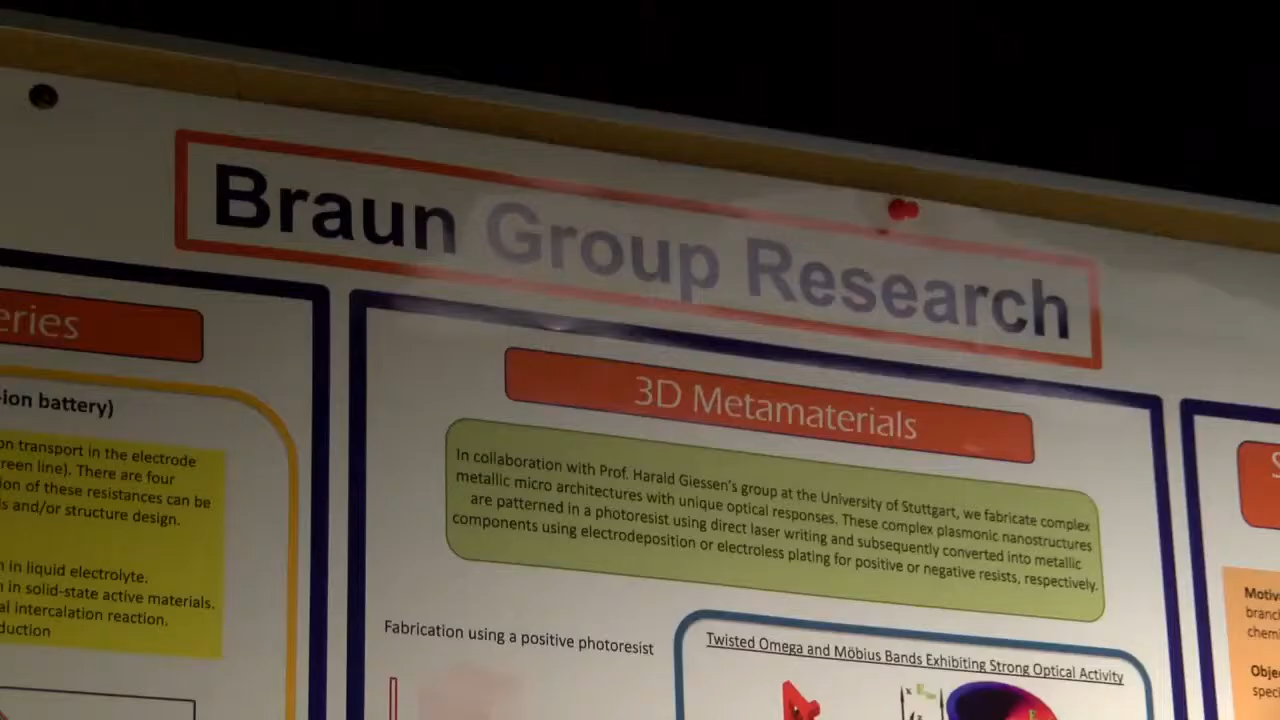 Braun Group Research
eries
-ion battery)
on transport in the electrode
reen line). There are four
ion of these resistances can be
s and/or structure design.
n in liquid electrolyte.
n in solid-state active materials.
al intercalation reaction.
duction
3D Metamaterials
In collaboration with Prof. Harald Giessen's group at the University of Stuttgart, we fabricate complex
metallic micro architectures with unique optical responses. These complex plasmonic nanostructures
are patterned in a photoresist using direct laser writing and subsequently converted into metallic
components using electrodeposition or electroless plating for positive or negative resists, respectively.
Fabrication using a positive photoresist
Twisted Omega and Möbius Bands Exhibiting Strong Optical Activity
x
S
Motiv
branc
chem
Obje
spec